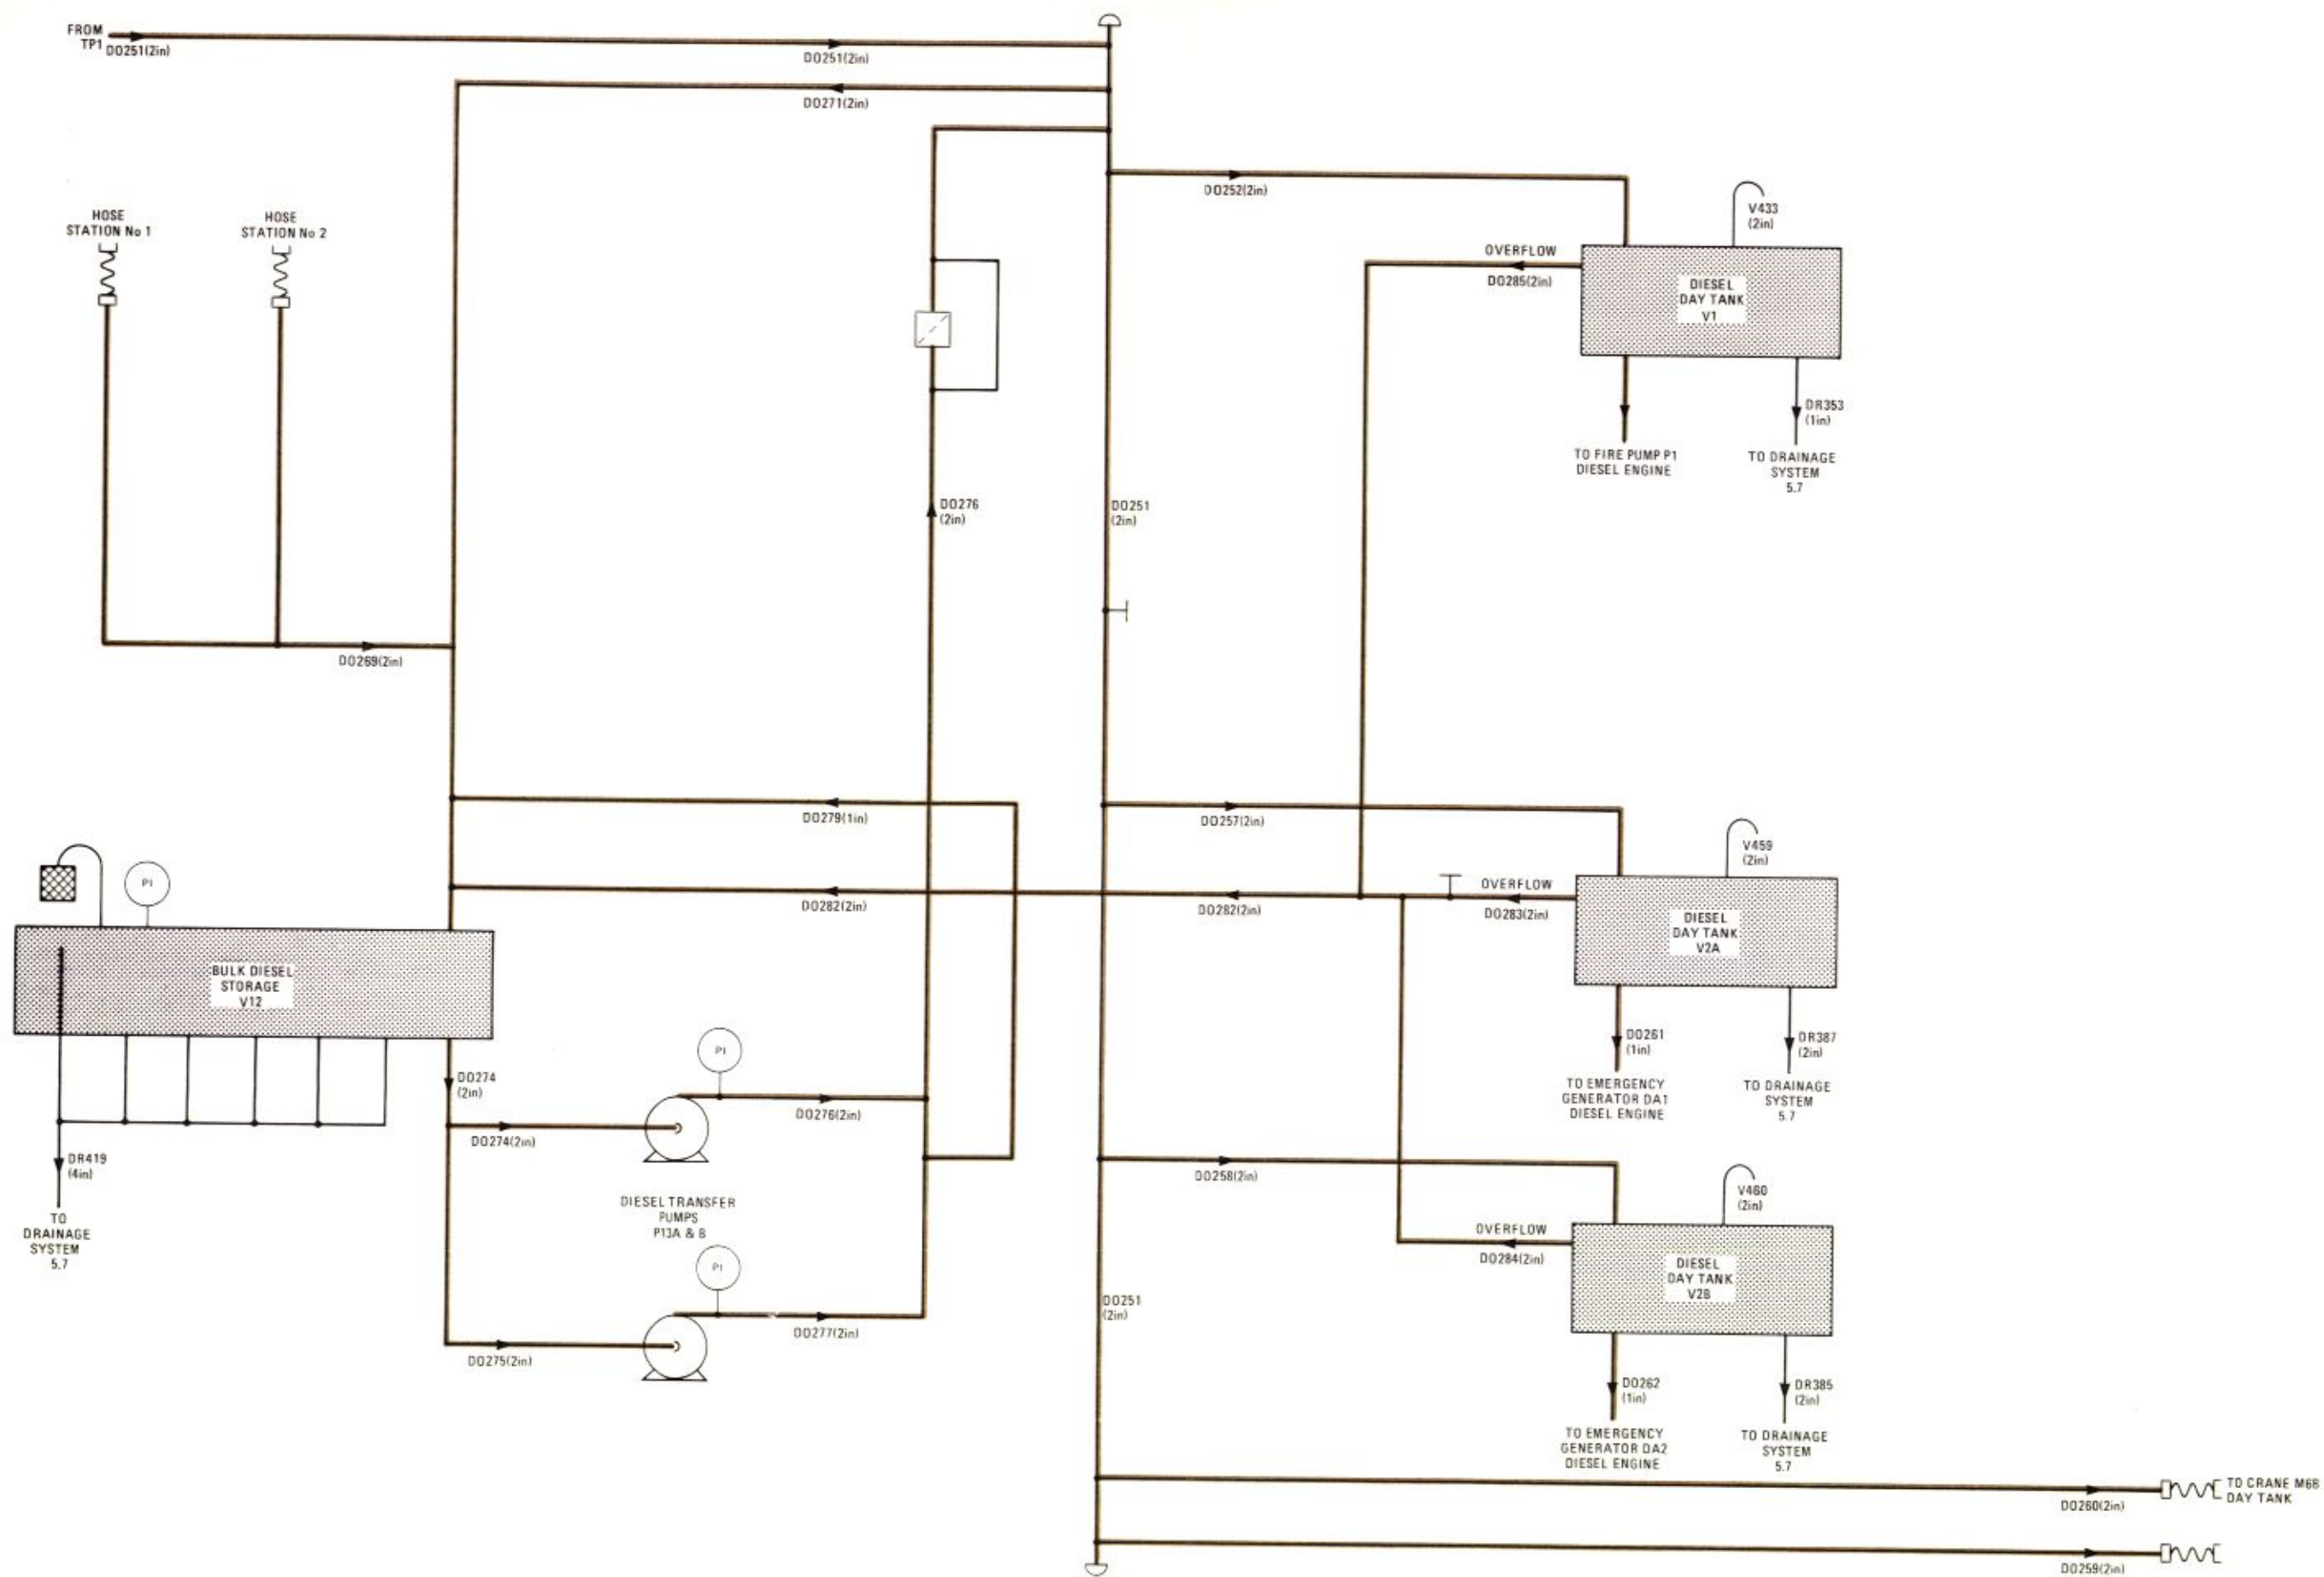 FROM
TP1
DO251(2in)
DO251(2in)
DO271(2in)
DO252(2in)
V433
(2in)
HOSE
STATION No 1
HOSE
STATION No 2
OVERFLOW
DO285(2in)
DIESEL
DAY TANK
V1
DR353
(1in)
TO FIRE PUMP P1
DIESEL ENGINE
TO DRAINAGE
SYSTEM
5.7
DO276
(2in)
DO251
(2in)
DO269(2in)
DO279(1in)
DO257(2in)
V459
(2in)
PI
DO282(2in)
DO282(2in)
OVERFLOW
DO283(2in)
DIESEL
DAY TANK
V2A
BULK DIESEL
STORAGE
V12
DO261
(1in)
DR387
(2in)
PI
DO274
(2in)
TO EMERGENCY
GENERATOR DA1
DIESEL ENGINE
TO DRAINAGE
SYSTEM
5.7
DO276(2in)
DO274(2in)
DR419
(4in)
DO258(2in)
V460
(2in)
DIESEL TRANSFER
PUMPS
P13A & B
TO
DRAINAGE
SYSTEM
5.7
OVERFLOW
DO284(2in)
DIESEL
DAY TANK
V2B
PI
DO251
(2in)
DO277(2in)
DO275(2in)
DO262
(1in)
DR385
(2in)
TO EMERGENCY
GENERATOR DA2
DIESEL ENGINE
TO DRAINAGE
SYSTEM
5.7
TO CRANE M6B
DAY TANK
DO260(2in)
DO259(2in)